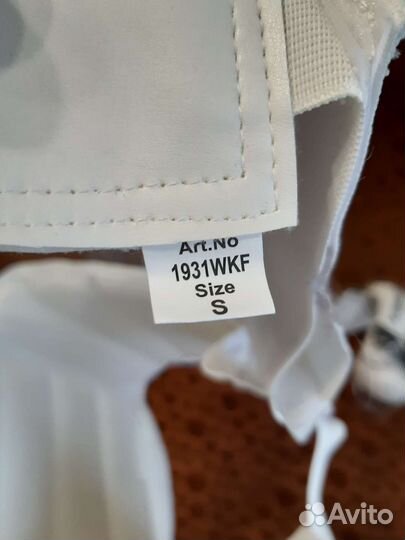 Art.No
1931WKF
Size
S
Avito